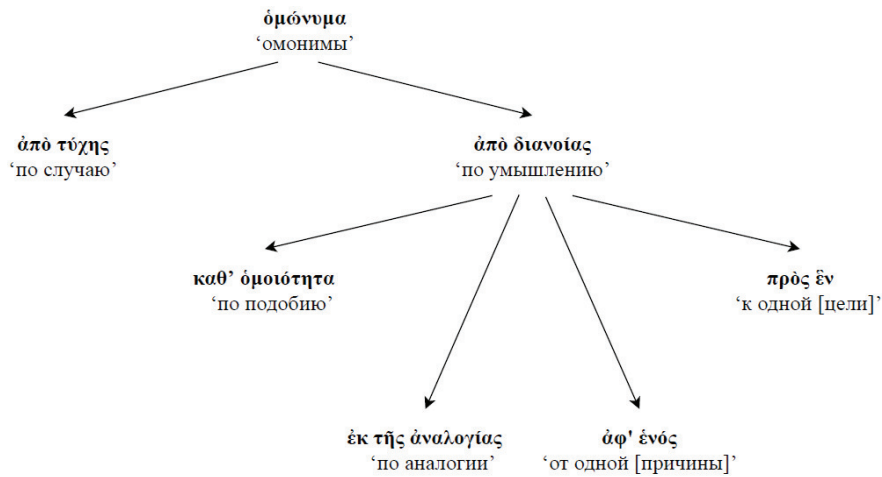 ὁμώνυμα
‘омонимы’
ἀπὸ τύχης
‘по случаю’
ἀπὸ διανοίας
‘по умышлению’
καθ’ ὁμοιότητα
‘по подобию’
πρὸς ἓν
‘к одной [цели]’
ἐκ τῆς ἀναλογίας
‘по аналогии’
ἀφ' ἑνός
‘от одной [причины]’